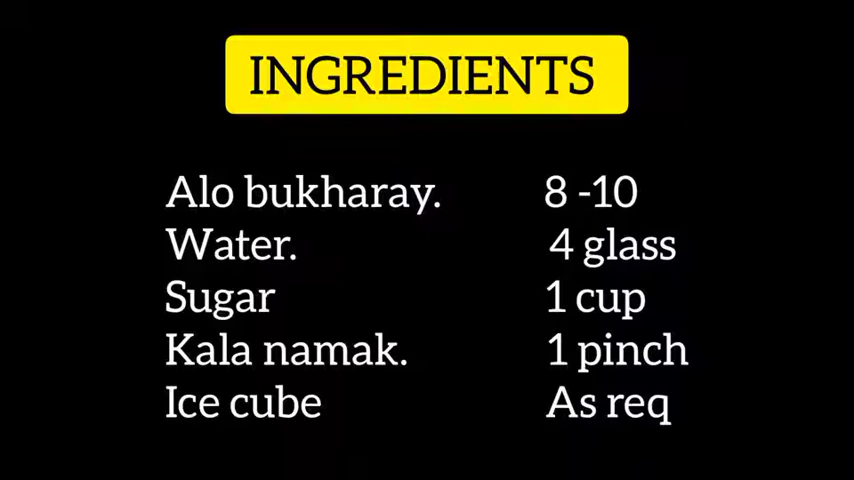 INGREDIENTS
Alo bukharay. 8 -10
Water. 4 glass
Sugar 1 cup
Kala namak. 1 pinch
Ice cube As req